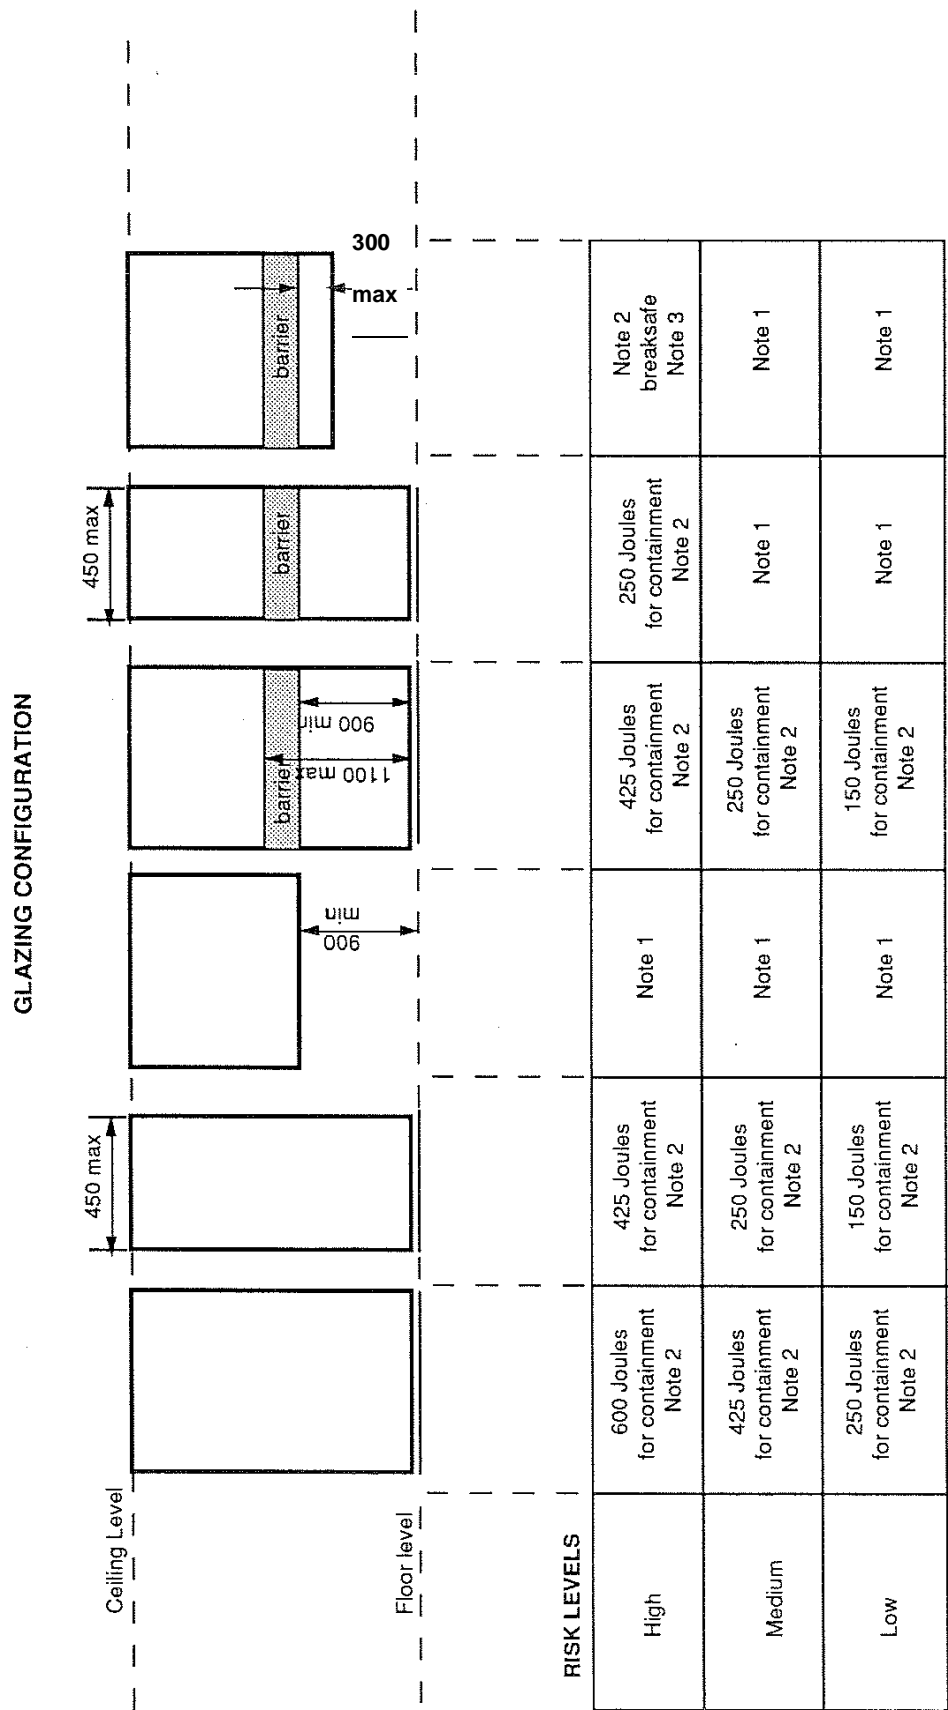 GLAZING CONFIGURATION
450 max
450 max
Ceiling Level
barrier
barrier
barrier
300
max
900
min
1100 max
900 min
Floor level
RISK LEVELS
High
600 Joules
for containment
Note 2
425 Joules
for containment
Note 2
Note 1
425 Joules
for containment
Note 2
250 Joules
for containment
Note 2
Note 2
breaksafe
Note 3
Medium
425 Joules
for containment
Note 2
250 Joules
for containment
Note 2
Note 1
250 Joules
for containment
Note 2
Note 1
Note 1
Low
250 Joules
for containment
Note 2
150 Joules
for containment
Note 2
Note 1
150 Joules
for containment
Note 2
Note 1
Note 1